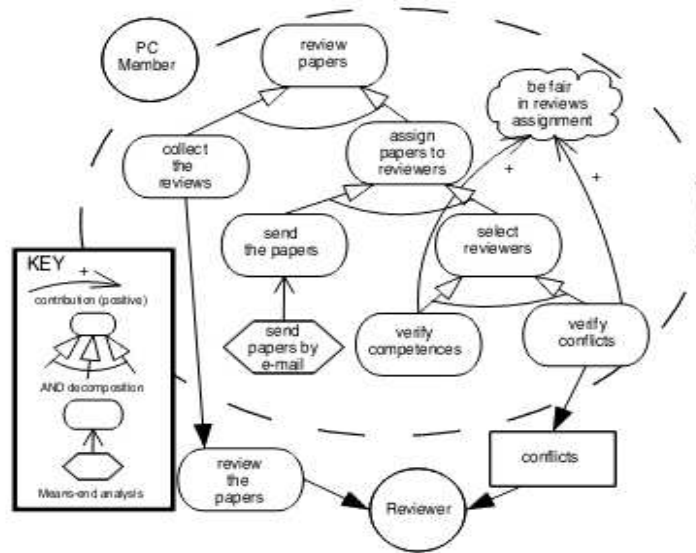 PC
Member
review
papers
be fair
in reviews
assignment
collect
the
reviews
assign
papers to
reviewers
+
+
send
the papers
select
reviewers
KEY
+
contribution (positive)
AND decomposition
Means-end analysis
send
papers by
e-mail
verify
competences
verify
conflicts
review
the
papers
conflicts
Reviewer